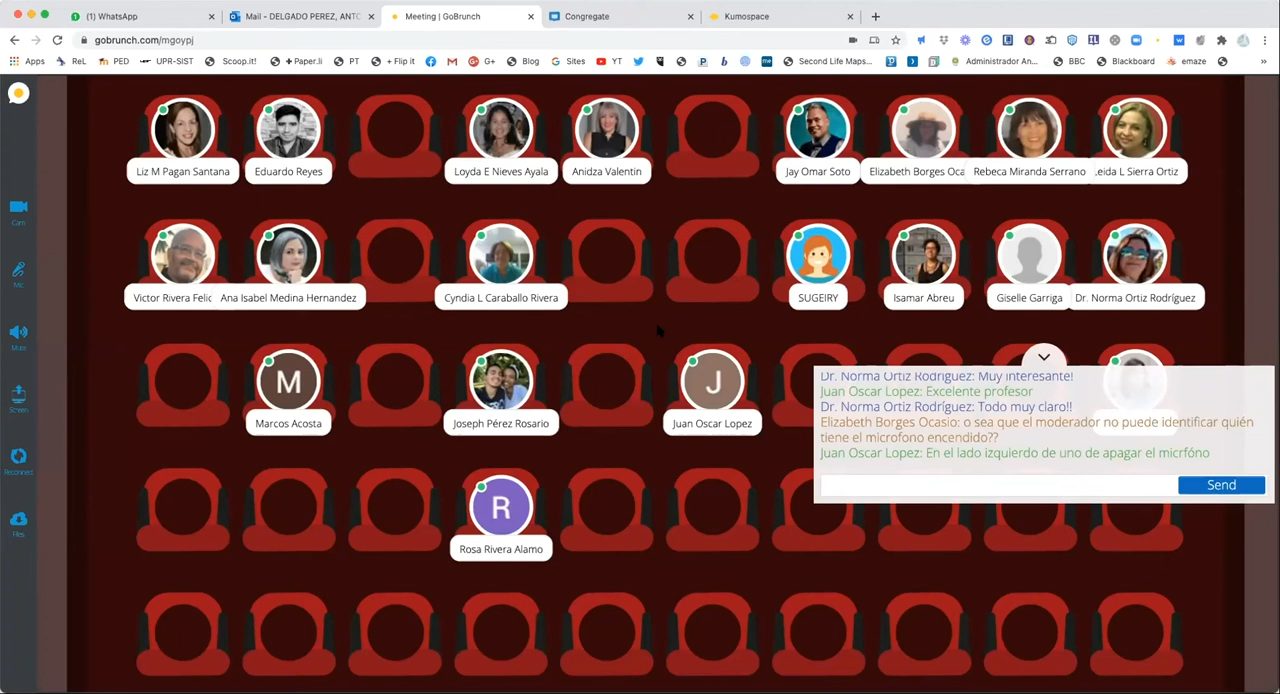 (1) WhatsApp
Mail - DELGADO PEREZ, ANTO
Meeting | GoBrunch
Congregate
Kumospace
gobrunch.com/mgoypj
Apps ReL PED UPR-SIST Scoop.it! + Paper.li PT + Flip it G+ Blog Sites YT Second Life Maps... Administrador An... BBC Blackboard emaze
Liz M Pagan Santana
Eduardo Reyes
Loyda E Nieves Ayala
Anidza Valentin
Jay Omar Soto
Elizabeth Borges Oca
Rebeca Miranda Serrano
Leida L Sierra Ortiz
Cam
Victor Rivera Felic
Ana Isabel Medina Hernandez
Cyndia L Caraballo Rivera
SUGEIRY
Isamar Abreu
Giselle Garriga
Dr. Norma Ortiz Rodríguez
Mic
Mute
M
J
Marcos Acosta
Joseph Pérez Rosario
Juan Oscar Lopez
Screen
Dr. Norma Ortiz Rodríguez: Muy interesante!
Juan Oscar Lopez: Excelente profesor
Dr. Norma Ortiz Rodríguez: Todo muy claro!!
Elizabeth Borges Ocasio: o sea que el moderador no puede identificar quién
tiene el microfono encendido??
Juan Oscar Lopez: En el lado izquierdo de uno de apagar el micrfóno
Send
Reconnect
R
Rosa Rivera Alamo
Files